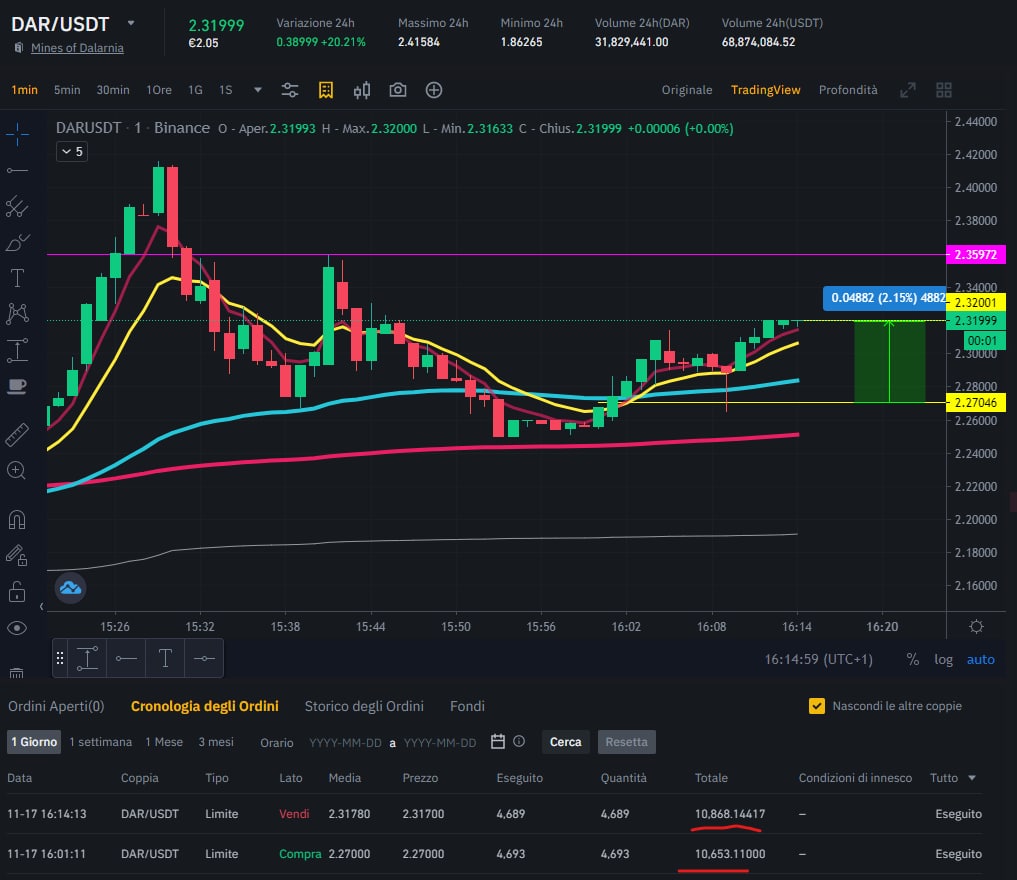 DAR/USDT
Mines of Dalarnia
2.31999
€2.05
Variazione 24h
0.38999 +20.21%
Massimo 24h
2.41584
Minimo 24h
1.86265
Volume 24h(DAR)
31,829,441.00
Volume 24h(USDT)
68,874,084.52
1min 5min 30min 1Ore 1G 1S
Originale TradingView Profondità
DARUSDT · 1 · Binance O - Aper.2.31993 H - Max.2.32000 L - Min.2.31633 C - Chius.2.31999 +0.00006 (+0.00%)
5
2.44000
2.42000
2.40000
2.38000
2.35972
2.34000
0.04882 (2.15%) 4882
2.32001
2.31999
00:01
2.30000
2.28000
2.27046
2.26000
2.24000
2.22000
2.20000
2.18000
2.16000
15:26 15:32 15:38 15:44 15:50 15:56 16:02 16:08 16:14 16:20
16:14:59 (UTC+1) % log auto
Ordini Aperti(0) Cronologia degli Ordini Storico degli Ordini Fondi Nascondi le altre coppie
1 Giorno 1 settimana 1 Mese 3 mesi Orario YYYY-MM-DD a YYYY-MM-DD Cerca Resetta
Data Coppia Tipo Lato Media Prezzo Eseguito Quantità Totale Condizioni di innesco Tutto
11-17 16:14:13 DAR/USDT Limite Vendi 2.31780 2.31700 4,689 4,689 10,868.14417 – Eseguito
11-17 16:01:11 DAR/USDT Limite Compra 2.27000 2.27000 4,693 4,693 10,653.11000 – Eseguito